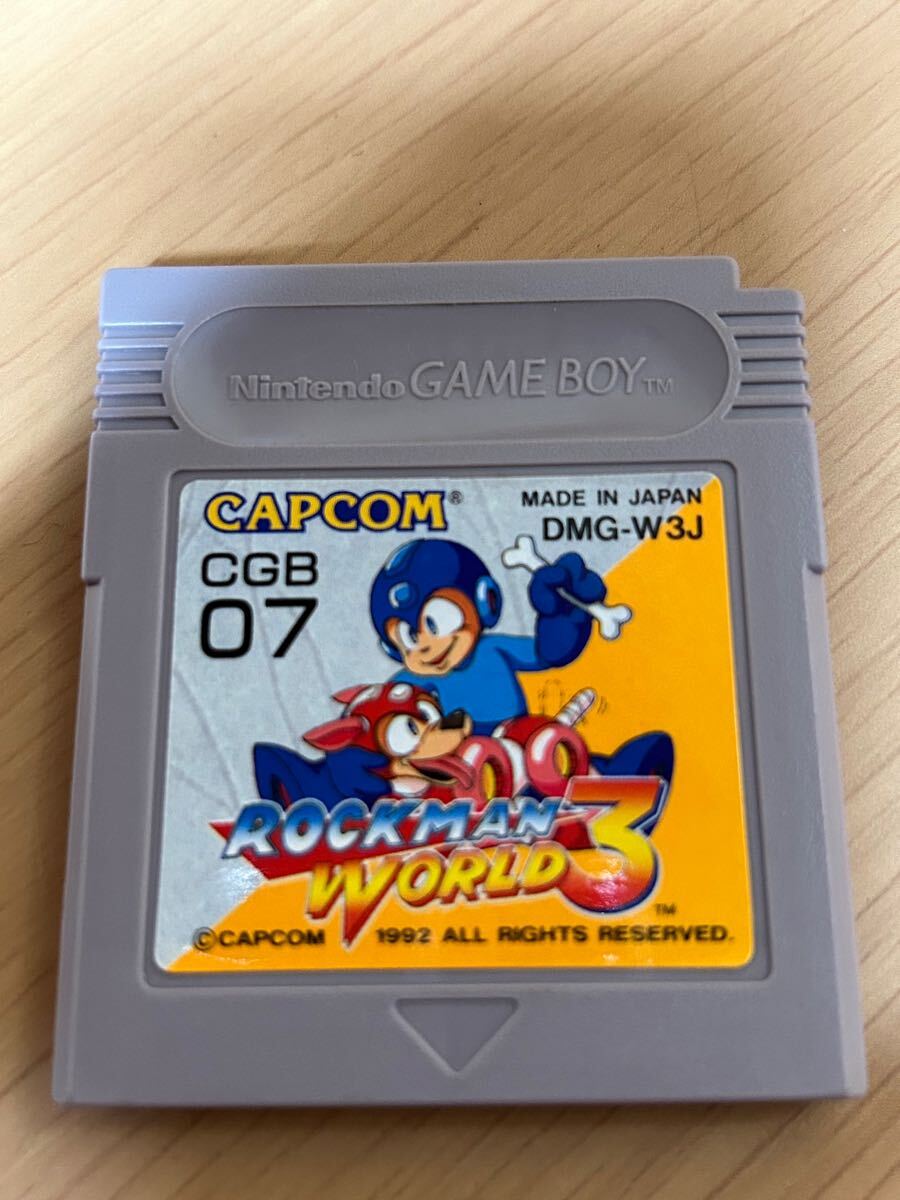 Nintendo GAME BOY™
CAPCOM®
MADE IN JAPAN
DMG-W3J
CGB
07
ROCKMAN
WORLD 3
™
©CAPCOM 1992 ALL RIGHTS RESERVED.